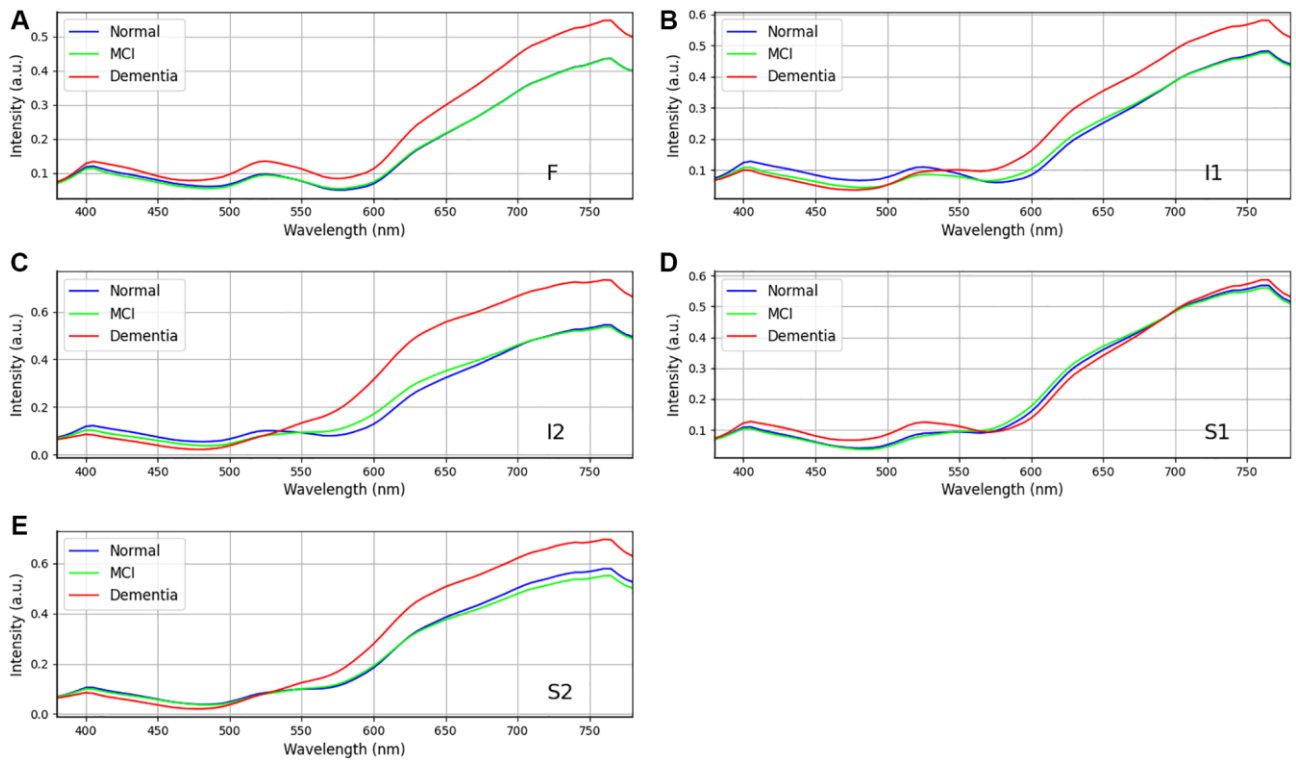 A
Normal
MCI
Dementia
Intensity (a.u.)
0.5
0.4
0.3
0.2
0.1
F
400 450 500 550 600 650 700 750
Wavelength (nm)
B
Normal
MCI
Dementia
Intensity (a.u.)
0.6
0.5
0.4
0.3
0.2
0.1
I1
400 450 500 550 600 650 700 750
Wavelength (nm)
C
Normal
MCI
Dementia
Intensity (a.u.)
0.6
0.4
0.2
0.0
I2
400 450 500 550 600 650 700 750
Wavelength (nm)
D
Normal
MCI
Dementia
Intensity (a.u.)
0.6
0.5
0.4
0.3
0.2
0.1
S1
400 450 500 550 600 650 700 750
Wavelength (nm)
E
Normal
MCI
Dementia
Intensity (a.u.)
0.6
0.4
0.2
0.0
S2
400 450 500 550 600 650 700 750
Wavelength (nm)